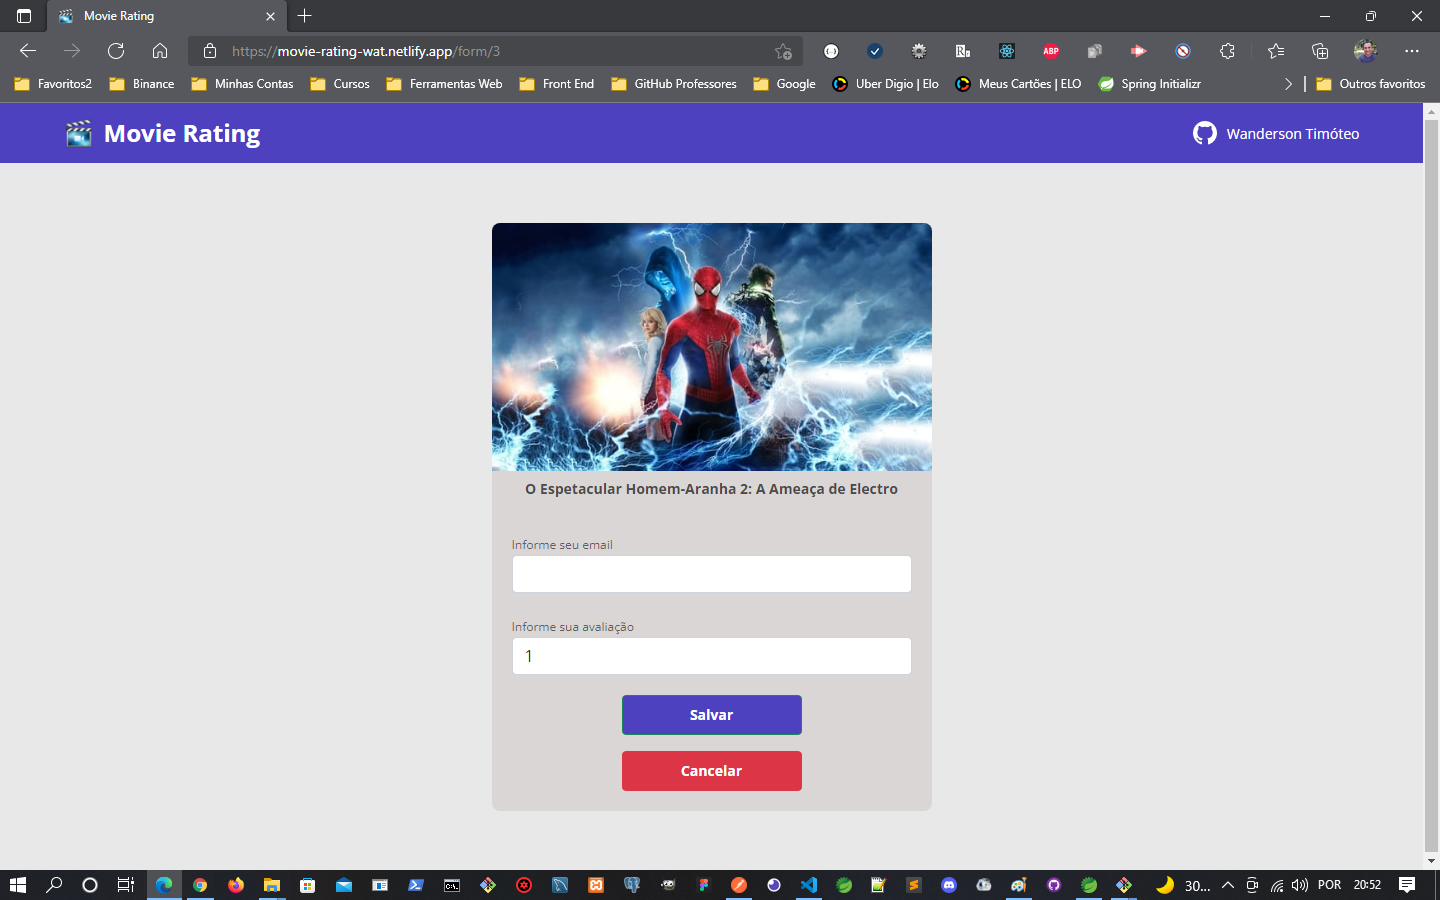 Movie Rating
https://movie-rating-wat.netlify.app/form/3
ABP
Favoritos2
Binance
Minhas Contas
Cursos
Ferramentas Web
Front End
GitHub Professores
Google
Uber Digio | Elo
Meus Cartões | ELO
Spring Initializr
Outros favoritos
Movie Rating
Wanderson Timóteo
O Espetacular Homem-Aranha 2: A Ameaça de Electro
Informe seu email
Informe sua avaliação
1
Salvar
Cancelar
30...
POR
20:52